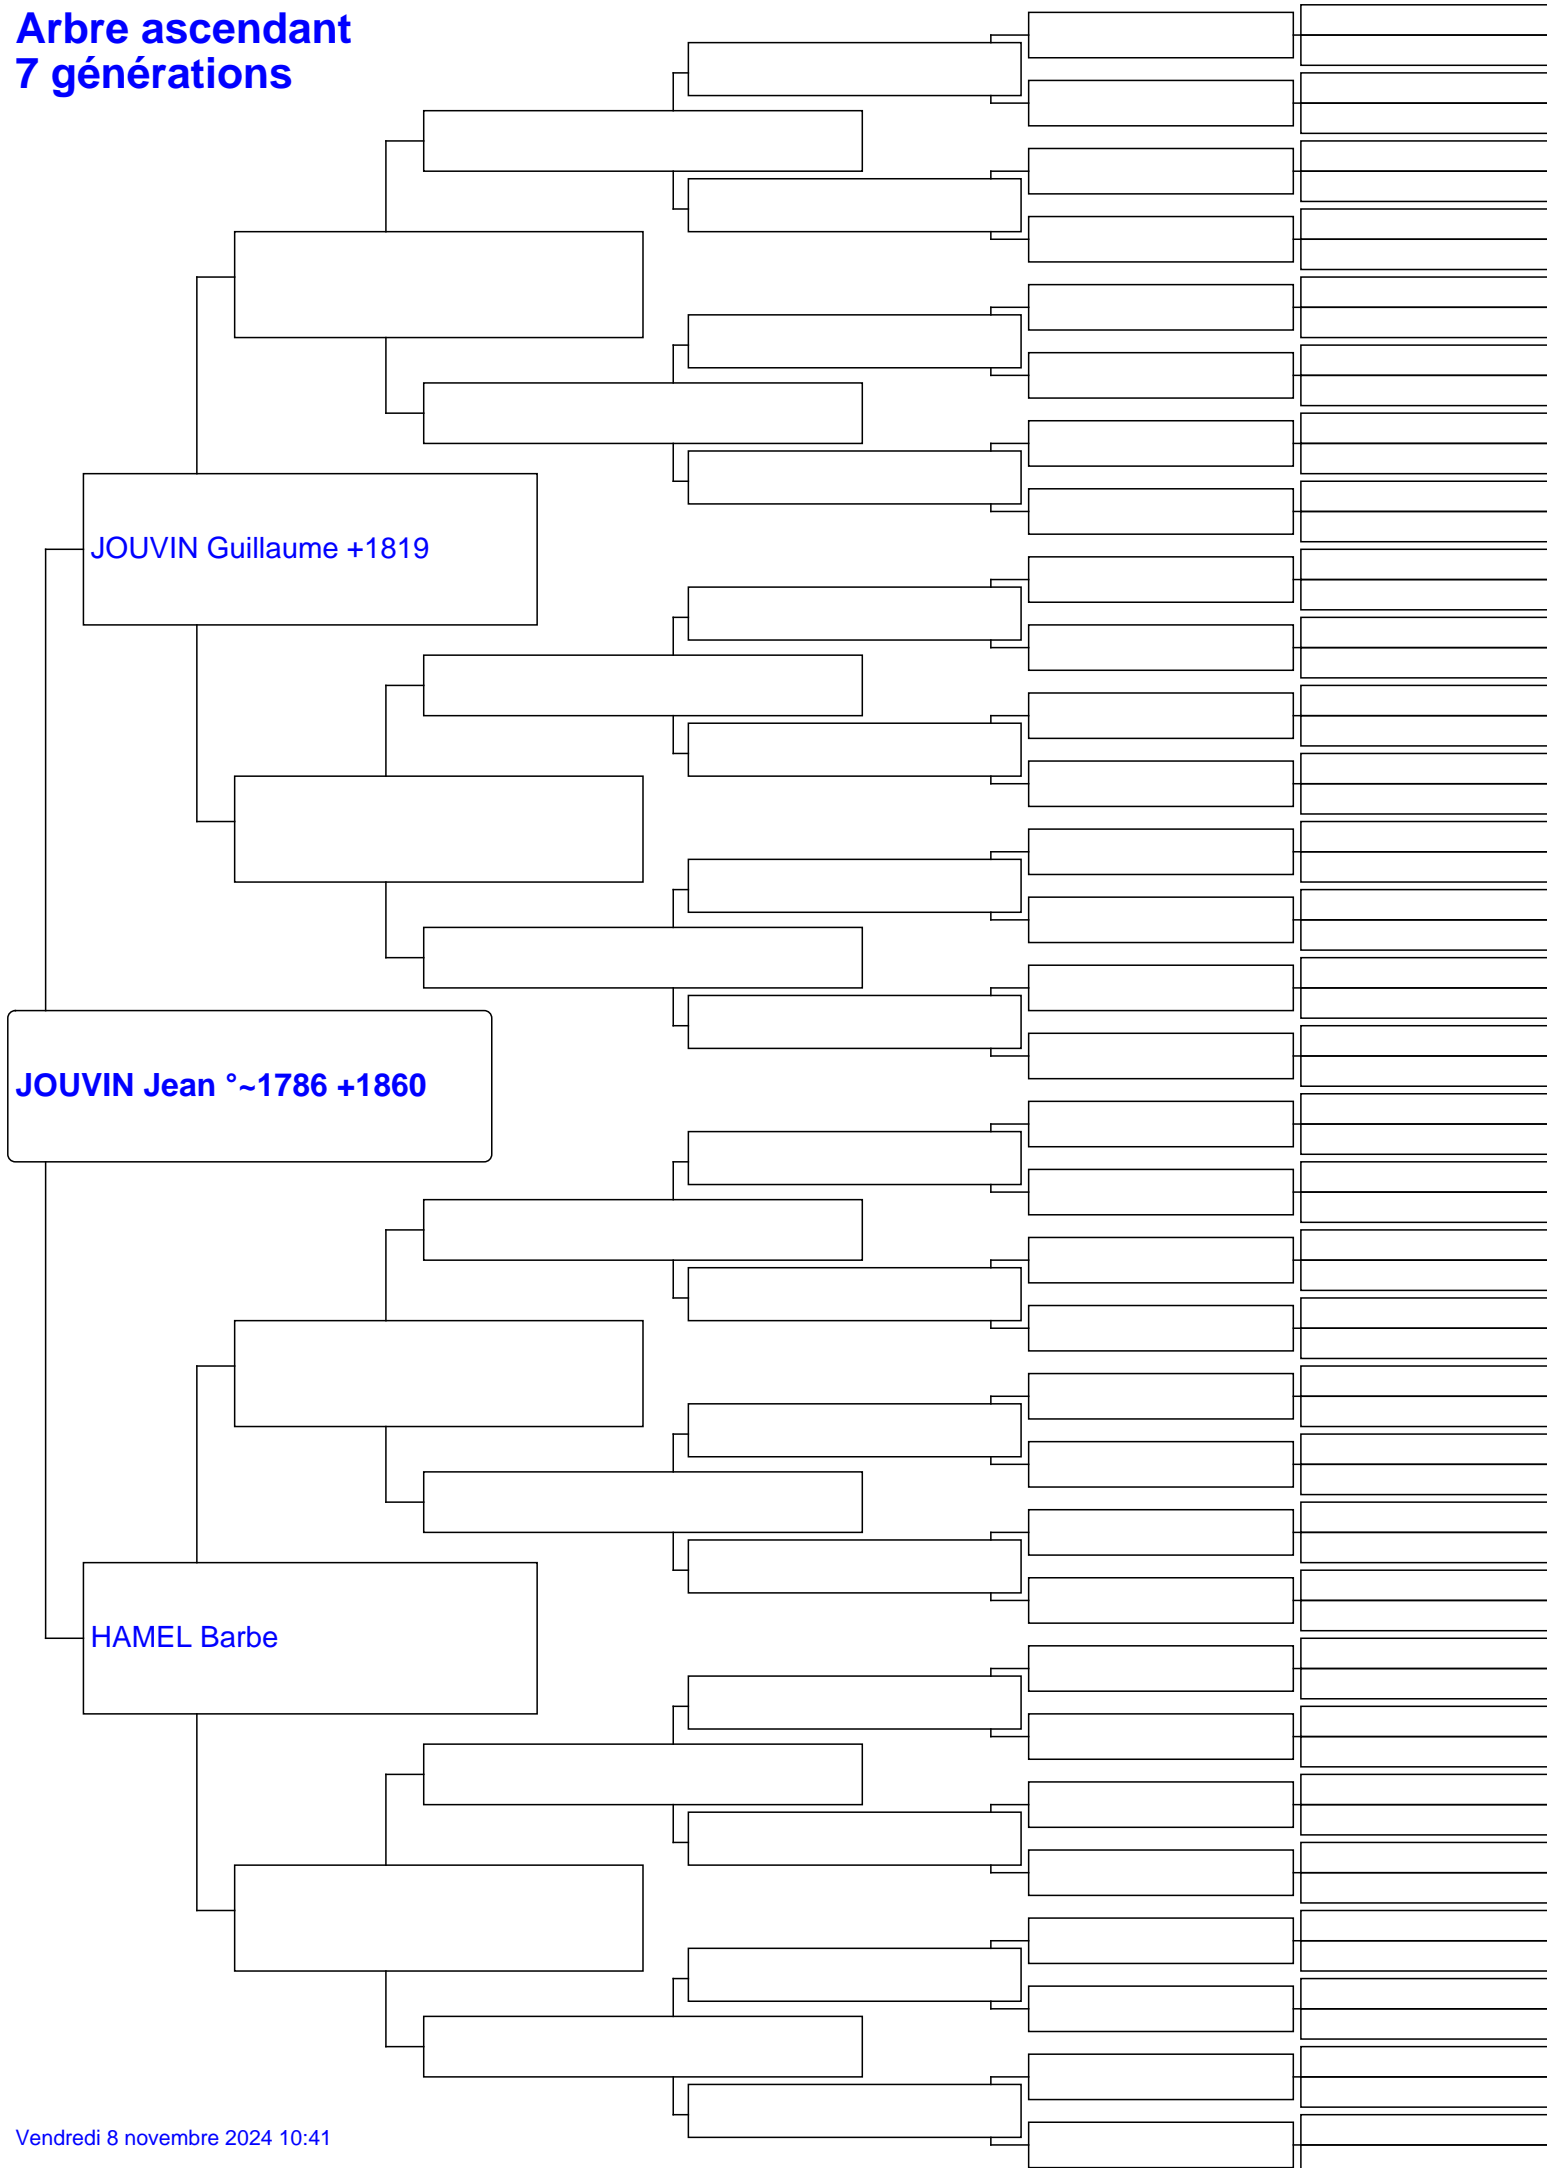 Arbre ascendant
7 générations
JOUVIN Guillaume +1819
JOUVIN Jean °~1786 +1860
HAMEL Barbe
Vendredi 8 novembre 2024 10:41